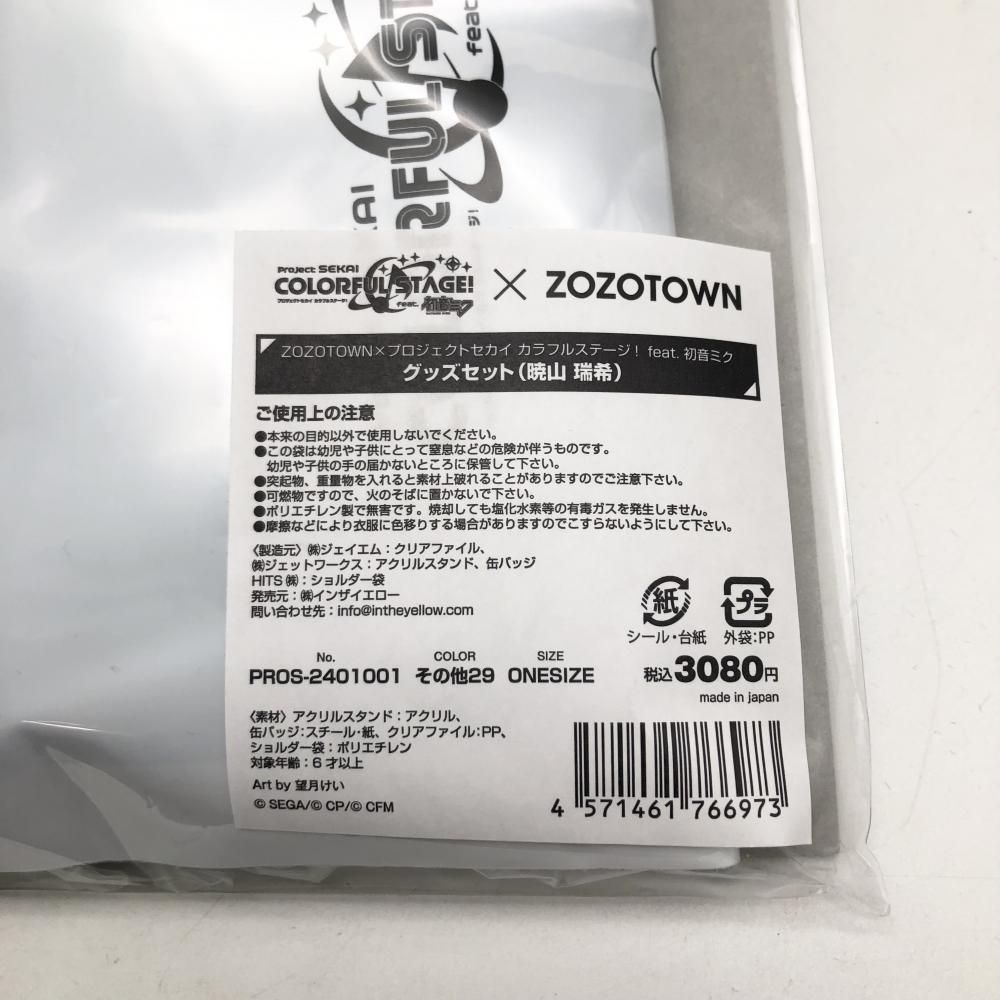 KAI
RFUL ST
feat.
Project SEKAI
COLORFUL STAGE!
プロジェクトセカイ カラフルステージ！
feat. 初音ミク
× ZOZOTOWN
ZOZOTOWN×プロジェクトセカイ カラフルステージ！ feat. 初音ミク
グッズセット（暁山 瑞希）
ご使用上の注意
●本来の目的以外で使用しないでください。
●この袋は幼児や子供にとって窒息などの危険が伴うものです。
幼児や子供の手の届かないところに保管して下さい。
●突起物、重量物を入れると素材上破れることがありますのでご注意下さい。
●可燃物ですので、火のそばに置かないで下さい。
●ポリエチレン製で無害です。焼却しても塩化水素等の有毒ガスを発生しません。
●摩擦などにより衣服に色移りする場合がありますのでこすらないようにして下さい。
〈製造元〉㈱ジェイエム：クリアファイル、
㈱ジェットワークス：アクリルスタンド、缶バッジ
HITS ㈱：ショルダー袋
発売元：㈱インザイエロー
問い合わせ先：info@intheyellow.com
紙
シール・台紙
プラ
外袋：PP
No. COLOR SIZE
PROS-2401001 その他29 ONESIZE
税込3080円
made in japan
〈素材〉アクリルスタンド：アクリル、
缶バッジ：スチール・紙、クリアファイル：PP、
ショルダー袋：ポリエチレン
対象年齢：6才以上
Art by 望月けい
© SEGA/© CP/© CFM
4 571461 766973